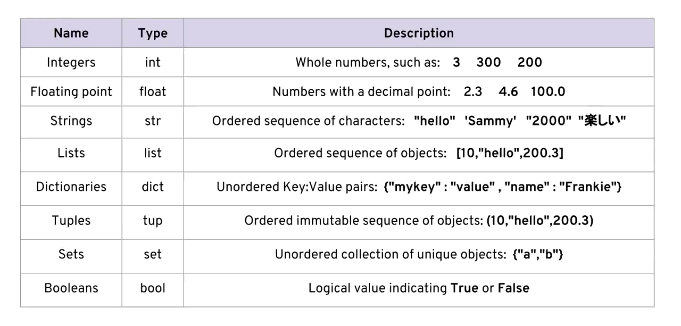 Name Type Description
Integers int Whole numbers, such as: 3 300 200
Floating point float Numbers with a decimal point: 2.3 4.6 100.0
Strings str Ordered sequence of characters: "hello" 'Sammy' "2000" "楽しい"
Lists list Ordered sequence of objects: [10,"hello",200.3]
Dictionaries dict Unordered Key:Value pairs: {"mykey" : "value" , "name" : "Frankie"}
Tuples tup Ordered immutable sequence of objects: (10,"hello",200.3)
Sets set Unordered collection of unique objects: {"a","b"}
Booleans bool Logical value indicating True or False